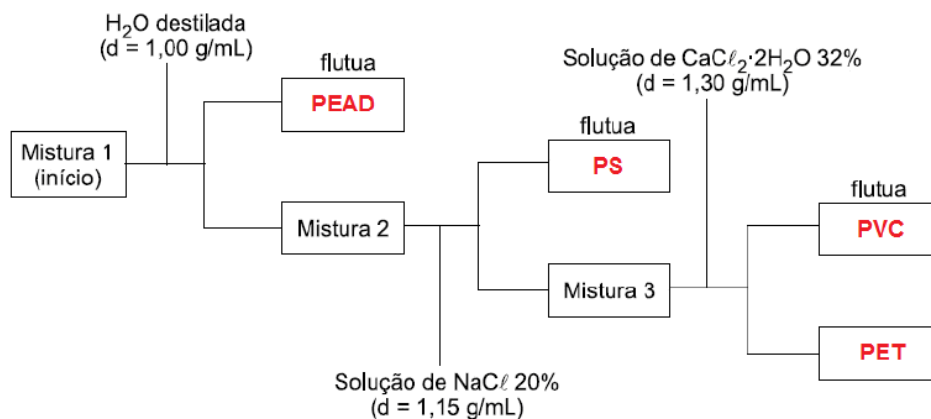 H₂O destilada
(d = 1,00 g/mL)
flutua
PEAD
Mistura 1
(início)
Mistura 2
Solução de NaCℓ 20%
(d = 1,15 g/mL)
flutua
PS
Mistura 3
Solução de CaCℓ₂·2H₂O 32%
(d = 1,30 g/mL)
flutua
PVC
PET